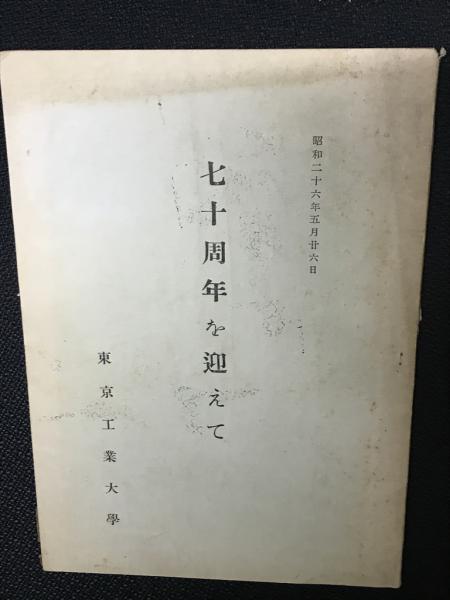 昭和二十六年五月廿六日
七十周年を迎えて
東京工業大學